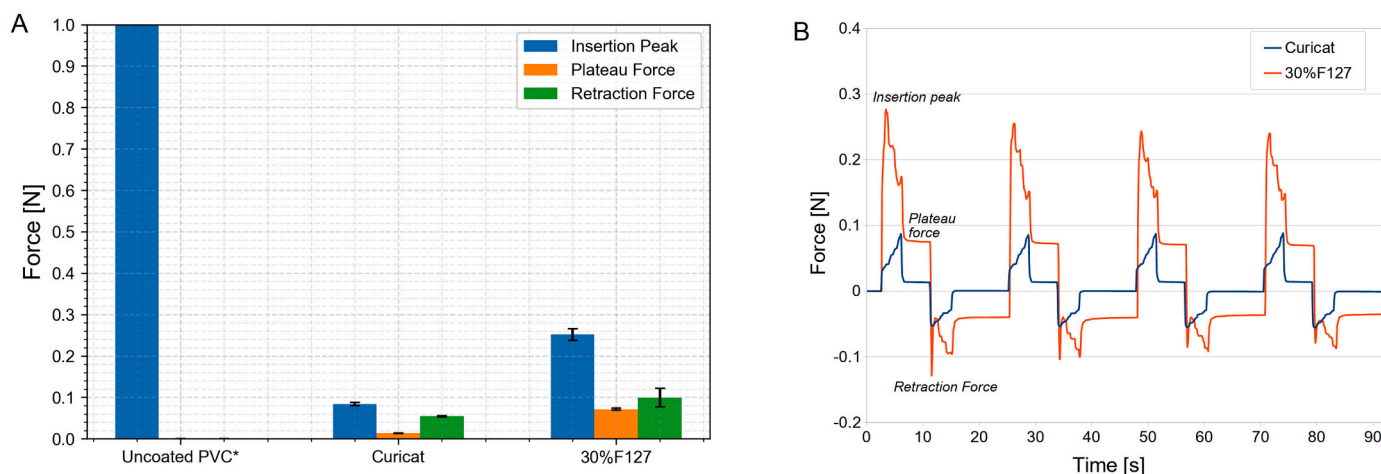 A
Force [N]
1.0
0.9
0.8
0.7
0.6
0.5
0.4
0.3
0.2
0.1
0.0
Insertion Peak
Plateau Force
Retraction Force
Uncoated PVC*
Curicat
30%F127
B
Force [N]
0.4
0.3
0.2
0.1
0
-0.1
-0.2
Curicat
30%F127
Insertion peak
Plateau
force
Retraction Force
0 10 20 30 40 50 60 70 80 90
Time [s]